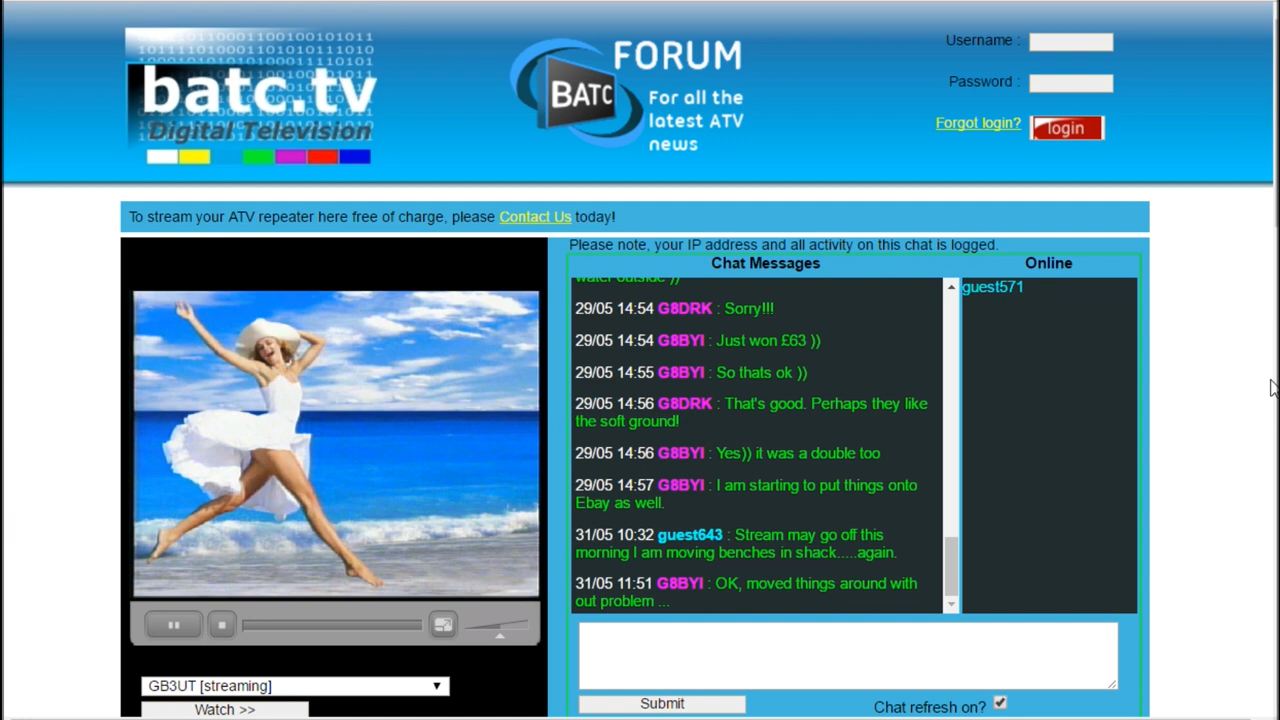 batc.tv
Digital Television
BATC
FORUM
For all the
latest ATV
news
Username :
Password :
Forgot login?
login
To stream your ATV repeater here free of charge, please Contact Us today!
Please note, your IP address and all activity on this chat is logged.
Chat Messages
Online
water outside ))
29/05 14:54 G8DRK : Sorry!!!
29/05 14:54 G8BYI : Just won £63 ))
29/05 14:55 G8BYI : So thats ok ))
29/05 14:56 G8DRK : That's good. Perhaps they like
the soft ground!
29/05 14:56 G8BYI : Yes)) it was a double too
29/05 14:57 G8BYI : I am starting to put things onto
Ebay as well.
31/05 10:32 guest643 : Stream may go off this
morning I am moving benches in shack.....again.
31/05 11:51 G8BYI : OK, moved things around with
out problem ...
guest571
GB3UT [streaming]
Watch >>
Submit
Chat refresh on?